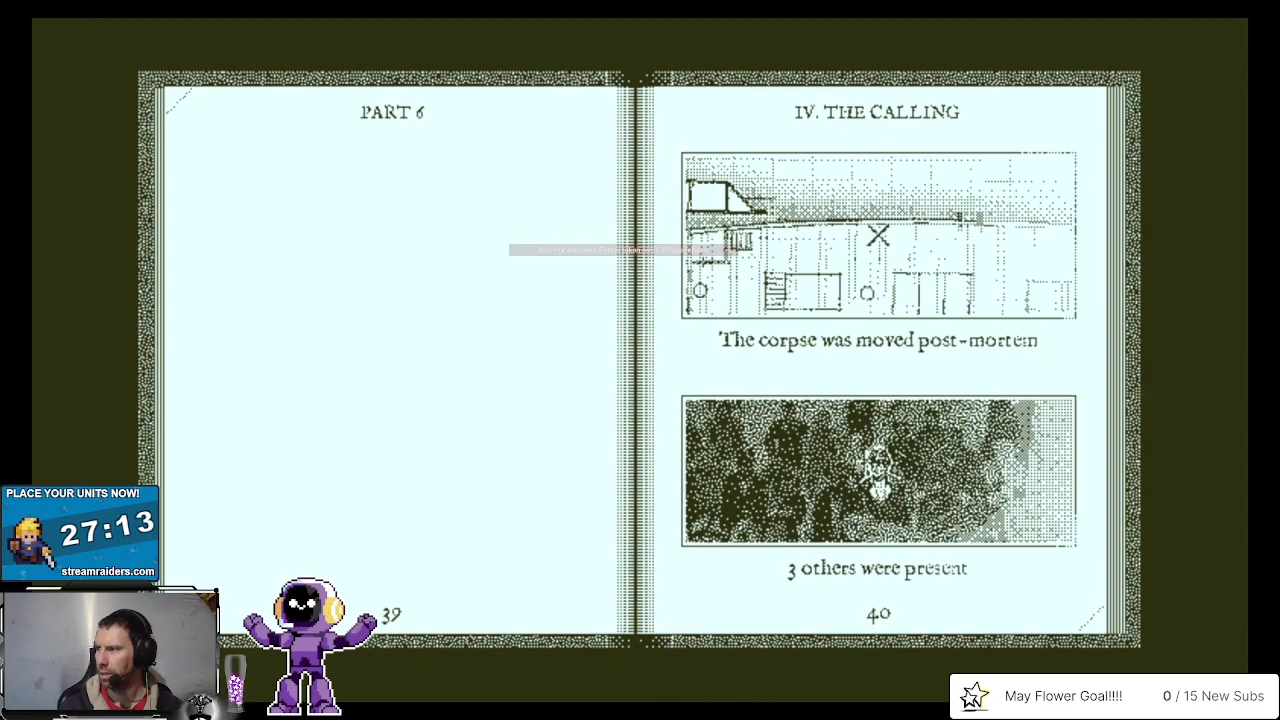 PART 6
IV. THE CALLING
The corpse was moved post-mortem
3 others were present
39
40
PLACE YOUR UNITS NOW!
27:13
streamraiders.com
May Flower Goal!!!! 0 / 15 New Subs